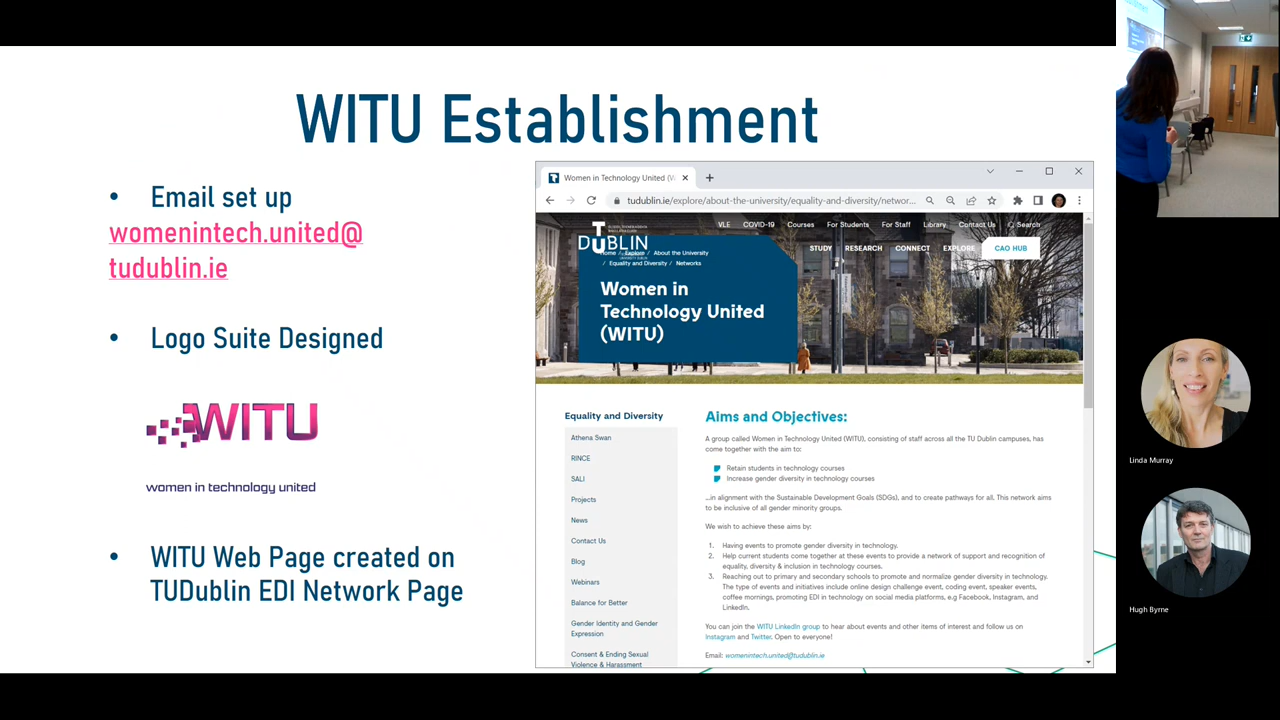 WITU Establishment
• Email set up
womenintech.united@
tudublin.ie
• Logo Suite Designed
WITU
women in technology united
• WITU Web Page created on
TUDublin EDI Network Page
Women in Technology United (W
tudublin.ie/explore/about-the-university/equality-and-diversity/networ...
VLE COVID-19 Courses For Students For Staff Library Contact Us Search
TU DUBLIN
STUDY RESEARCH CONNECT EXPLORE CAO HUB
Home / Explore / About the University
/ Equality and Diversity / Networks
Women in
Technology United
(WITU)
Equality and Diversity
Athena Swan
RINCE
SALI
Projects
News
Contact Us
Blog
Webinars
Balance for Better
Gender Identity and Gender
Expression
Consent & Ending Sexual
Violence & Harassment
Aims and Objectives:
A group called Women in Technology United (WITU), consisting of staff across all the TU Dublin campuses, has
come together with the aim to:
Retain students in technology courses
Increase gender diversity in technology courses
...in alignment with the Sustainable Development Goals (SDGs), and to create pathways for all. This network aims
to be inclusive of all gender minority groups.
We wish to achieve these aims by:
1. Having events to promote gender diversity in technology.
2. Help current students come together at these events to provide a network of support and recognition of
equality, diversity & inclusion in technology courses.
3. Reaching out to primary and secondary schools to promote and normalize gender diversity in technology.
The type of events and initiatives include online design challenge event, coding event, speaker events,
coffee mornings, promoting EDI in technology on social media platforms, e.g Facebook, Instagram, and
LinkedIn.
You can join the WITU LinkedIn group to hear about events and other items of interest and follow us on
Instagram and Twitter. Open to everyone!
Email: womenintech.united@tudublin.ie
Linda Murray
Hugh Byrne